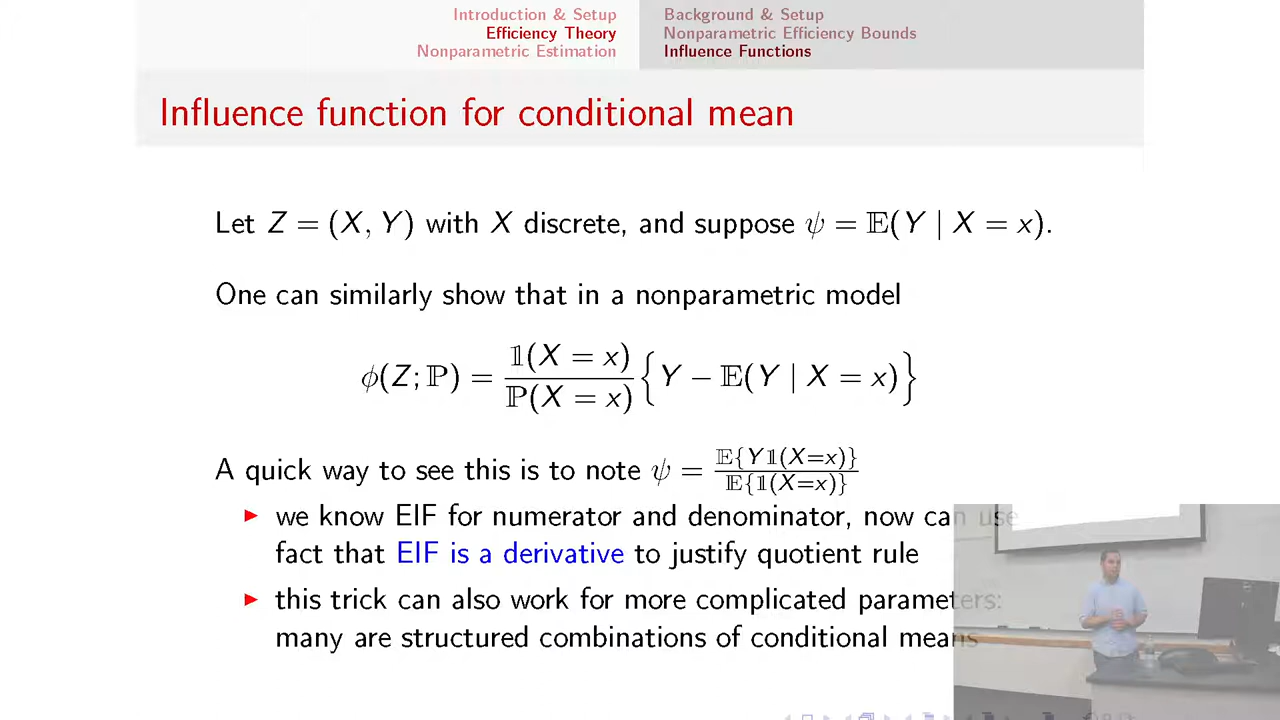 Introduction & Setup
Efficiency Theory
Nonparametric Estimation
Background & Setup
Nonparametric Efficiency Bounds
Influence Functions
Influence function for conditional mean
Let Z = (X, Y) with X discrete, and suppose ψ = 𝔼(Y | X = x).
One can similarly show that in a nonparametric model
ϕ(Z; ℙ) = 𝟙(X = x) / ℙ(X = x) {Y − 𝔼(Y | X = x)}
A quick way to see this is to note ψ = 𝔼{Y𝟙(X=x)} / 𝔼{𝟙(X=x)}
▶ we know EIF for numerator and denominator, now can use
fact that EIF is a derivative to justify quotient rule
▶ this trick can also work for more complicated parameters:
many are structured combinations of conditional means